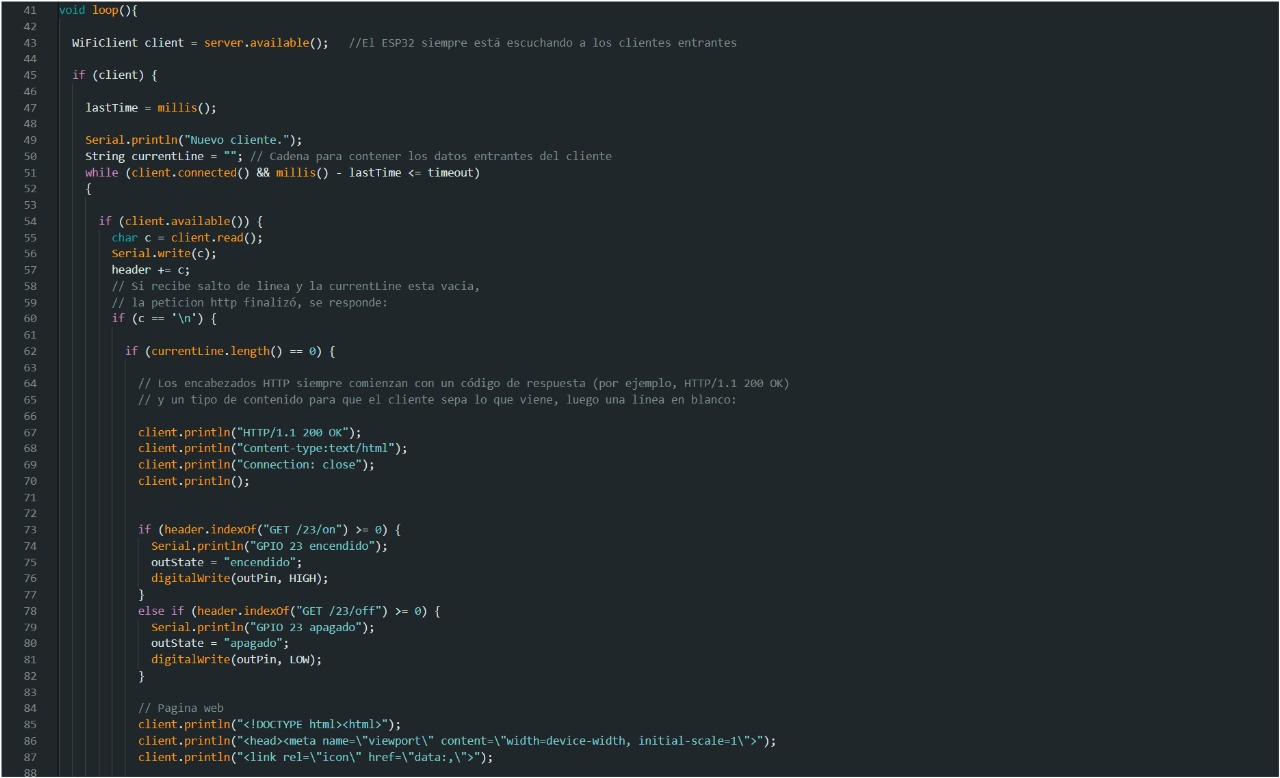 41 void loop(){
42
43 WiFiClient client = server.available(); //El ESP32 siempre está escuchando a los clientes entrantes
44
45 if (client) {
46
47 lastTime = millis();
48
49 Serial.println("Nuevo cliente.");
50 String currentLine = ""; // Cadena para contener los datos entrantes del cliente
51 while (client.connected() && millis() - lastTime <= timeout)
52 {
53
54 if (client.available()) {
55 char c = client.read();
56 Serial.write(c);
57 header += c;
58 // Si recibe salto de linea y la currentLine esta vacia,
59 // la peticion http finalizó, se responde:
60 if (c == '\n') {
61
62 if (currentLine.length() == 0) {
63
64 // Los encabezados HTTP siempre comienzan con un código de respuesta (por ejemplo, HTTP/1.1 200 OK)
65 // y un tipo de contenido para que el cliente sepa lo que viene, luego una línea en blanco:
66
67 client.println("HTTP/1.1 200 OK");
68 client.println("Content-type:text/html");
69 client.println("Connection: close");
70 client.println();
71
72
73 if (header.indexOf("GET /23/on") >= 0) {
74 Serial.println("GPIO 23 encendido");
75 outState = "encendido";
76 digitalWrite(outPin, HIGH);
77 }
78 else if (header.indexOf("GET /23/off") >= 0) {
79 Serial.println("GPIO 23 apagado");
80 outState = "apagado";
81 digitalWrite(outPin, LOW);
82 }
83
84 // Pagina web
85 client.println("<!DOCTYPE html><html>");
86 client.println("<head><meta name=\"viewport\" content=\"width=device-width, initial-scale=1\">");
87 client.println("<link rel=\"icon\" href=\"data:,\">");
88